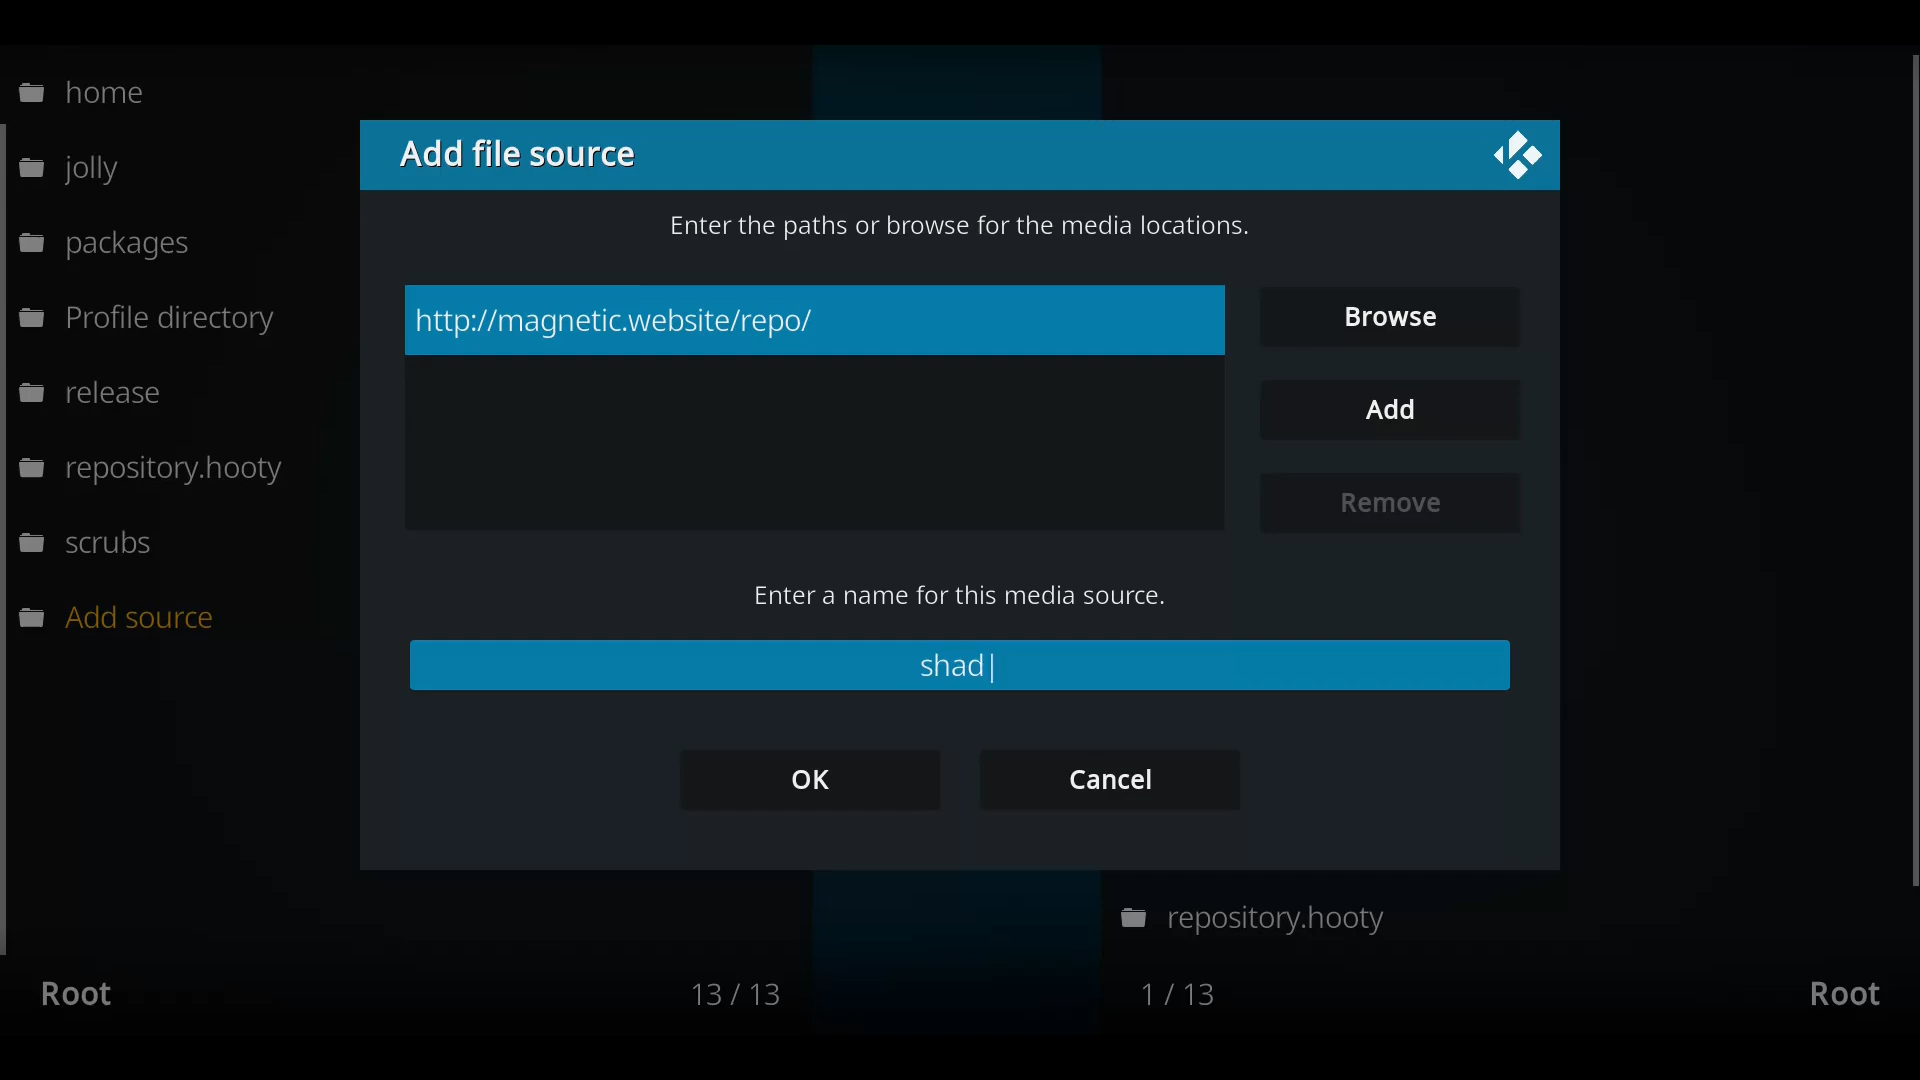 home
jolly
packages
Profile directory
release
repository.hooty
scrubs
Add source
Add file source
Enter the paths or browse for the media locations.
http://magnetic.website/repo/
Browse
Add
Remove
Enter a name for this media source.
shad|
OK
Cancel
repository.hooty
Root
13 / 13
1 / 13
Root